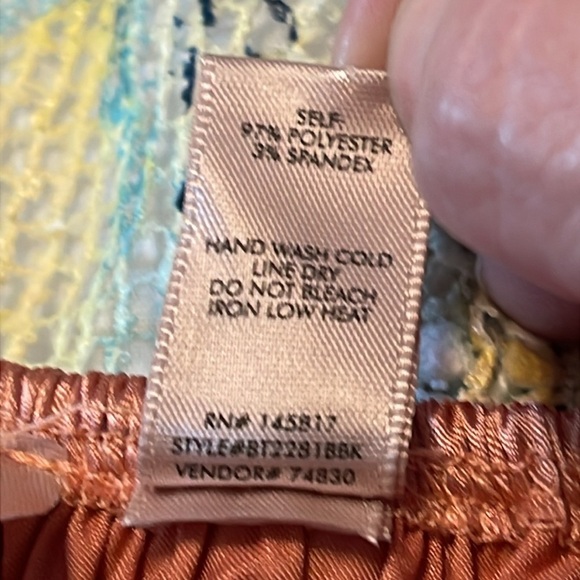 SELF:
97% POLYESTER
3% SPANDEX
HAND WASH COLD
LINE DRY
DO NOT BLEACH
IRON LOW HEAT
RN# 145817
STYLE#BT2281BBK
VENDOR# 74830